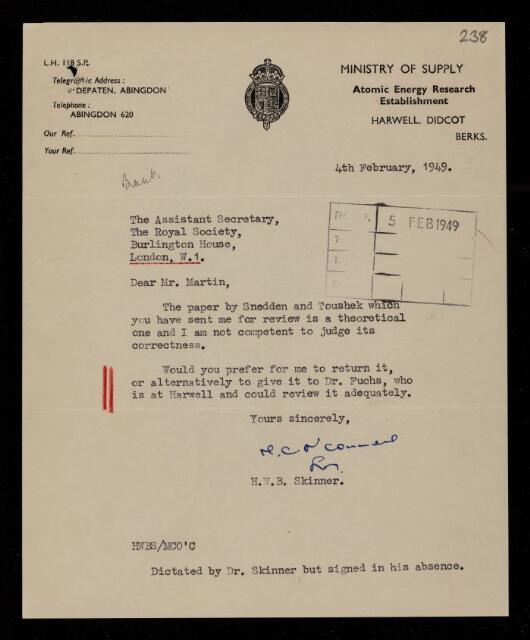 238
L.H. 118 S.P.
Telegraphic Address :
DEPATEN, ABINGDON
Telephone :
ABINGDON 620
Our Ref.
Your Ref.
MINISTRY OF SUPPLY
Atomic Energy Research
Establishment
HARWELL, DIDCOT
BERKS.
4th February, 1949.
The Assistant Secretary,
The Royal Society,
Burlington House,
London, W.1.
5 FEB 1949
Dear Mr. Martin,
The paper by Snedden and Toushek which
you have sent me for review is a theoretical
one and I am not competent to judge its
correctness.
Would you prefer for me to return it,
or alternatively to give it to Dr. Fuchs, who
is at Harwell and could review it adequately.
Yours sincerely,
M.C. O'Connell
for
H.W.B. Skinner.
HWBS/MCO'C
Dictated by Dr. Skinner but signed in his absence.